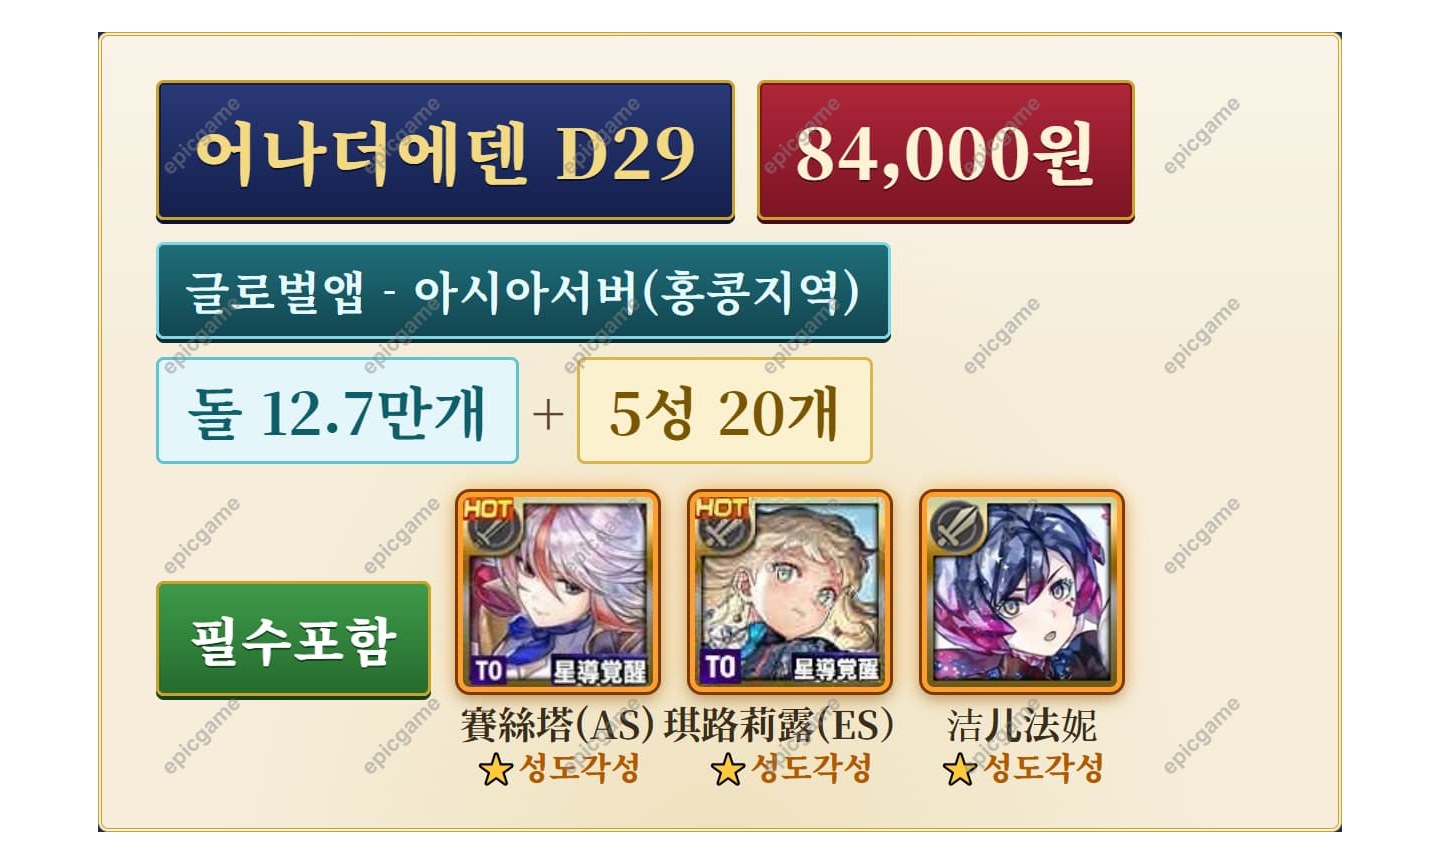 어나더에덴 D29
84,000원
글로벌앱 - 아시아서버(홍콩지역)
돌 12.7만개 + 5성 20개
필수포함
HOT
T0 星導覚醒
HOT
T0 星導覚醒
賽絲塔(AS) 琪路莉露(ES) 洁儿法妮
성도각성 성도각성 성도각성
epicgame